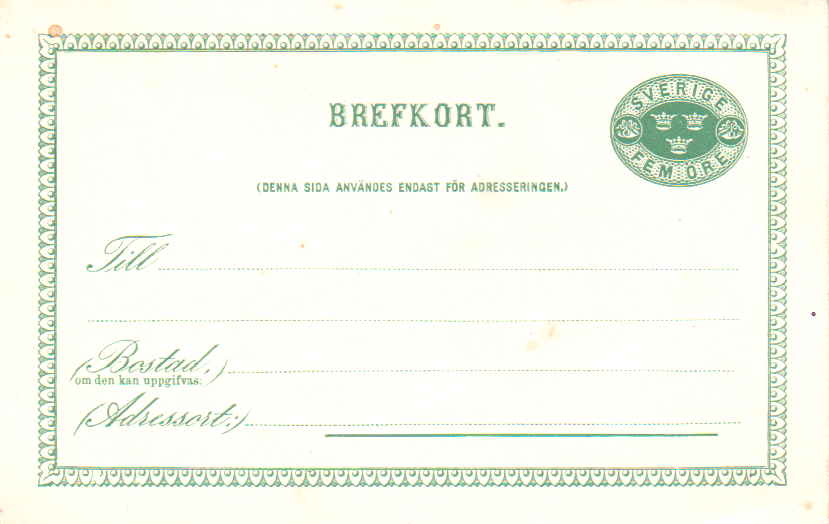 BREFKORT.
SVERIGE
FEM ÖRE
(DENNA SIDA ANVÄNDES ENDAST FÖR ADRESSERINGEN.)
Till
(Bostad,)
om den kan uppgifvas:
(Adressort:)